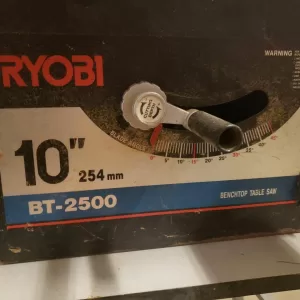 RYOBI
WARNING
10"
254 mm
BT-2500
BENCHTOP TABLE SAW